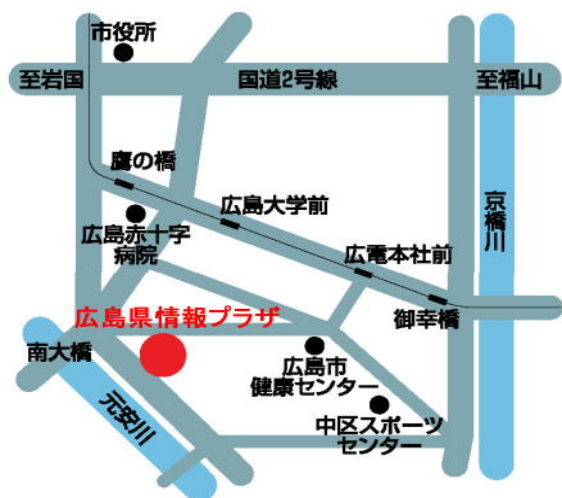 市役所
至岩国
国道2号線
至福山
鷹の橋
広島大学前
京橋川
広島赤十字
病院
広電本社前
御幸橋
広島県情報プラザ
南大橋
広島市
健康センター
元安川
中区スポーツ
センター